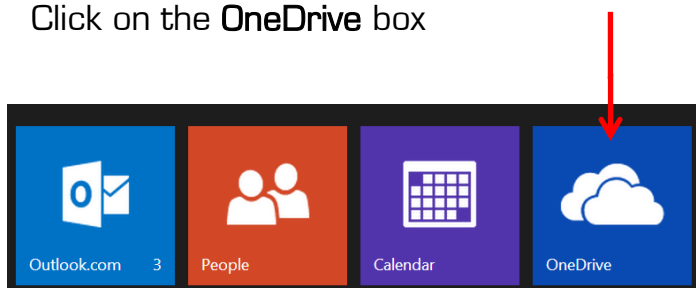 Click on the OneDrive box
Outlook.com 3 People Calendar OneDrive